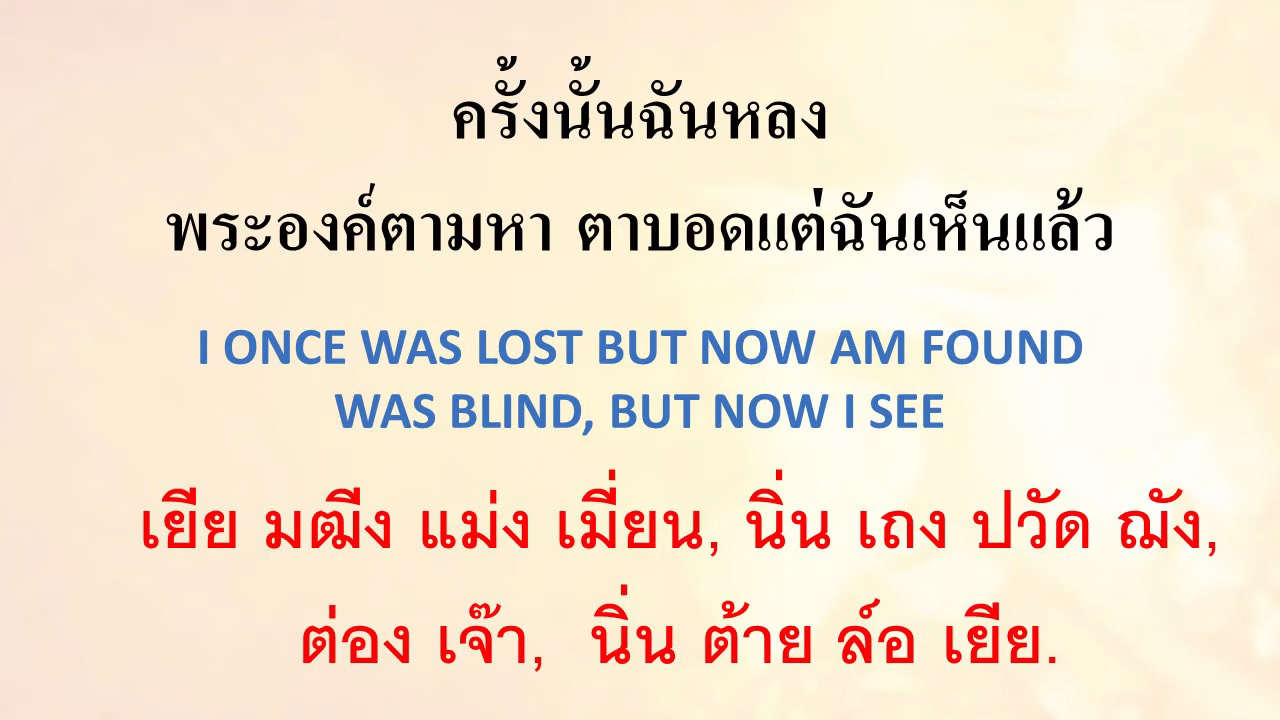 ครั้งนั้นฉันหลง
พระองค์ตามหา ตาบอดแต่ฉันเห็นแล้ว
I ONCE WAS LOST BUT NOW AM FOUND
WAS BLIND, BUT NOW I SEE
เยีย มฒีง แม่ง เมี่ยน, นิ่น เถง ปวัด ฌัง,
ต่อง เจ๊า, นิ่น ต้าย ล์อ เยีย.